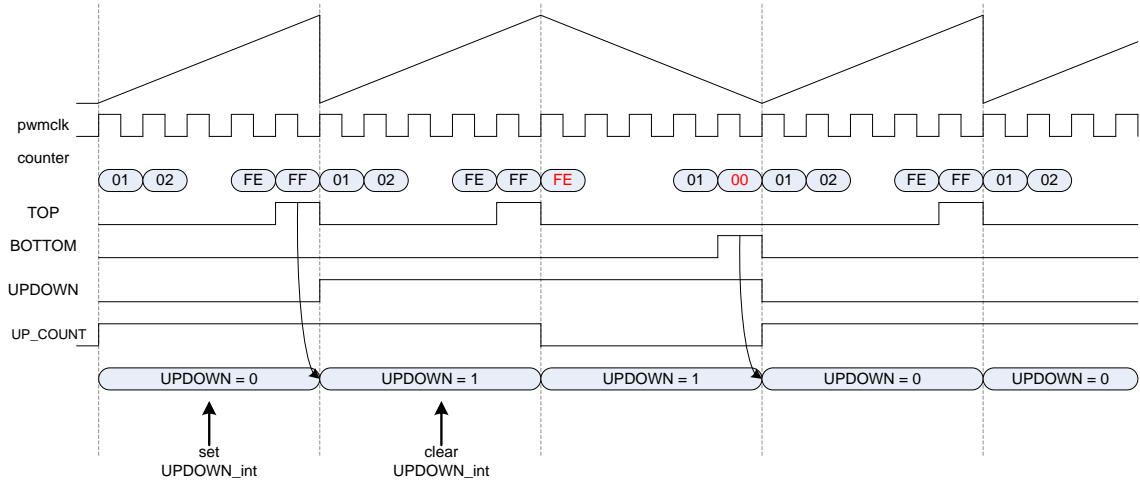 pwmclk
counter
01 02 FE FF 01 02 FE FF FE 01 00 01 02 FE FF 01 02
TOP
BOTTOM
UPDOWN
UP_COUNT
UPDOWN = 0 UPDOWN = 1 UPDOWN = 1 UPDOWN = 0 UPDOWN = 0
set
UPDOWN_int
clear
UPDOWN_int